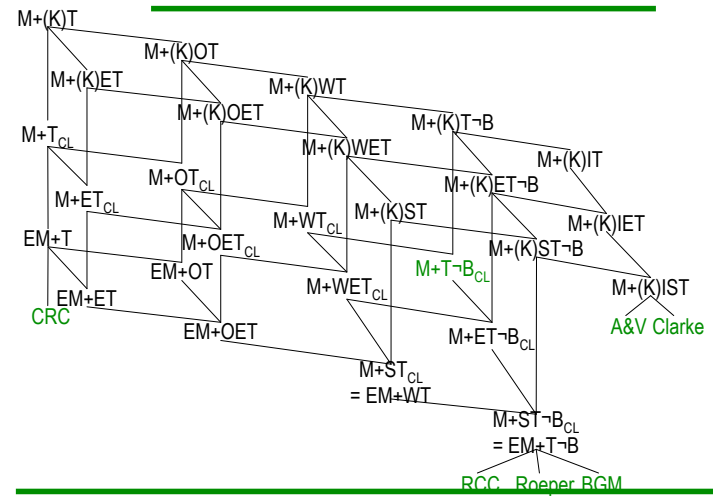 M+(K)T
M+(K)OT
M+(K)ET
M+(K)WT
M+(K)OET
M+(K)T¬B
M+T_CL
M+(K)WET
M+(K)IT
M+OT_CL
M+(K)ET¬B
M+ET_CL
M+WT_CL
M+(K)ST
M+(K)IET
EM+T
M+OET_CL
M+(K)ST¬B
EM+OT
M+T¬B_CL
M+WET_CL
M+(K)IST
EM+ET
CRC
A&V Clarke
EM+OET
M+ET¬B_CL
M+ST_CL
= EM+WT
M+ST¬B_CL
= EM+T¬B
RCC Roeper BGM